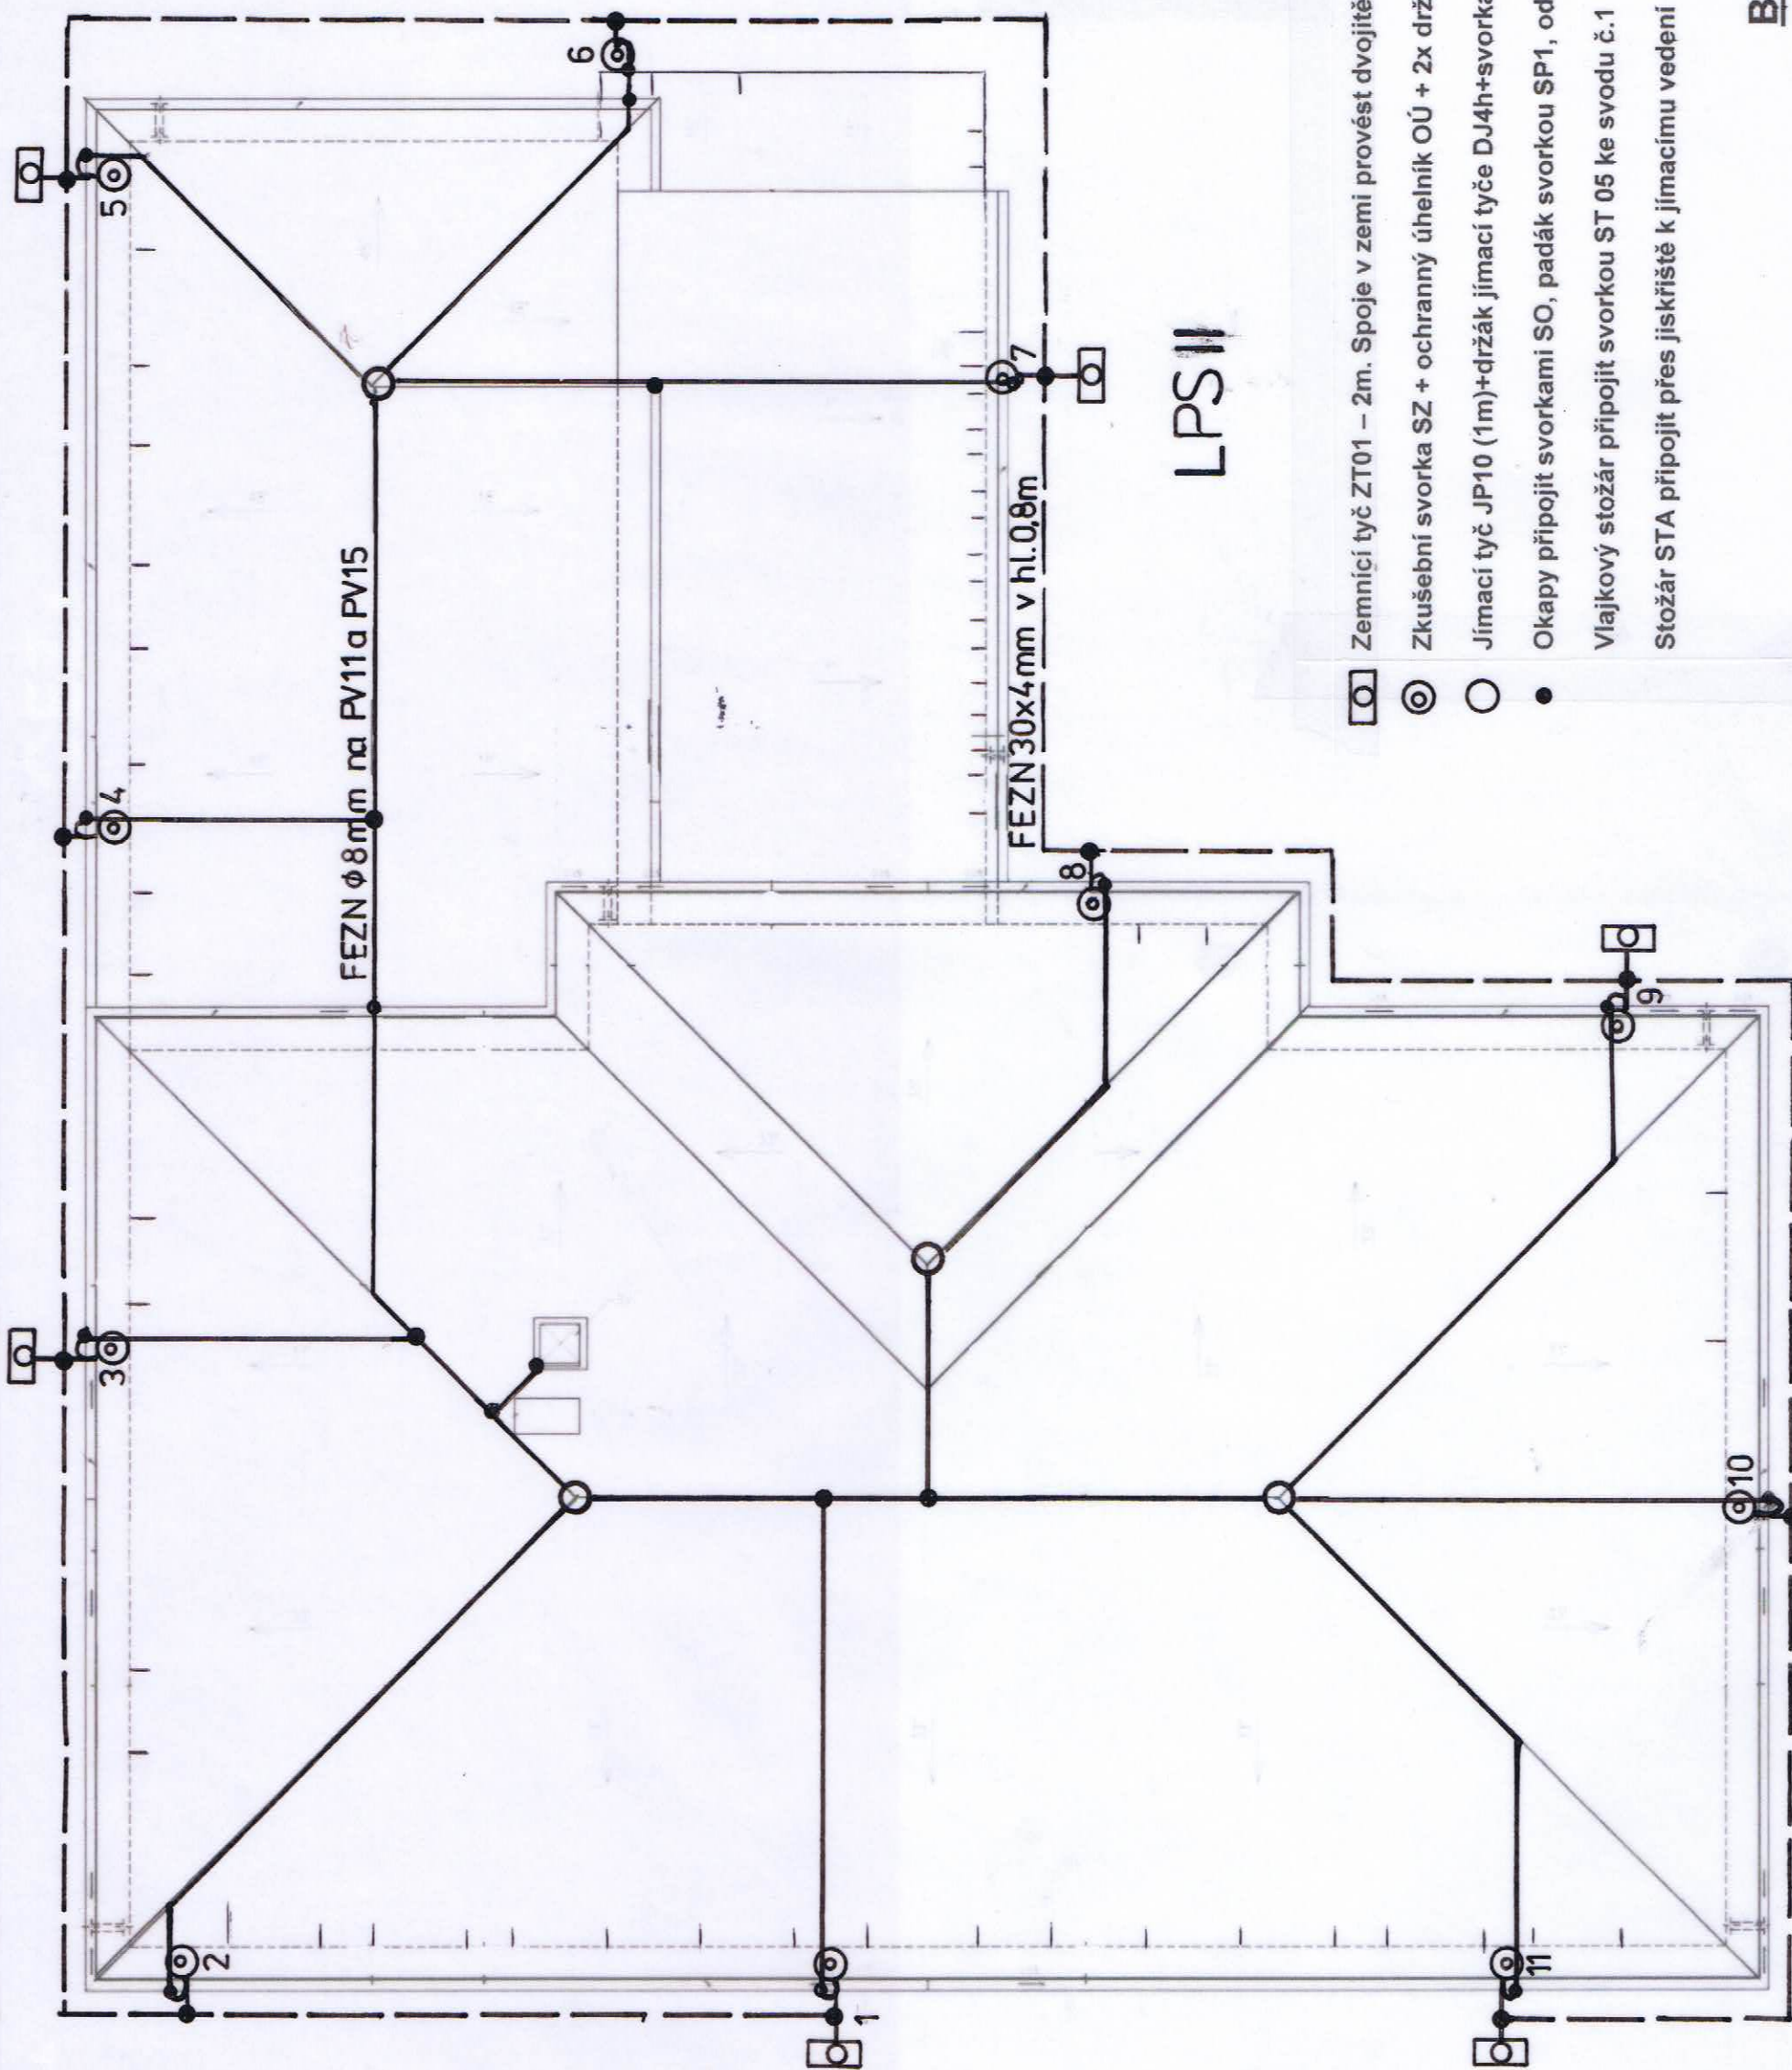 FEZN ϕ8mm na PV11 a PV15
FEZN 30x4mm v hl.0,8m
LPS II
Zemnící tyč ZT01 – 2m. Spoje v zemi provést dvojitě
Zkušební svorka SZ + ochranný úhelník OÚ + 2x drž
Jímací tyč JP10 (1m)+držák jímací tyče DJ4h+svorka
Okapy připojit svorkami SO, padák svorkou SP1, od
Vlajkový stožár připojit svorkou ST 05 ke svodu č.1
Stožár STA připojit přes jiskřiště k jímacímu vedení
B
1
2
3
4
5
6
7
8
9
10
11